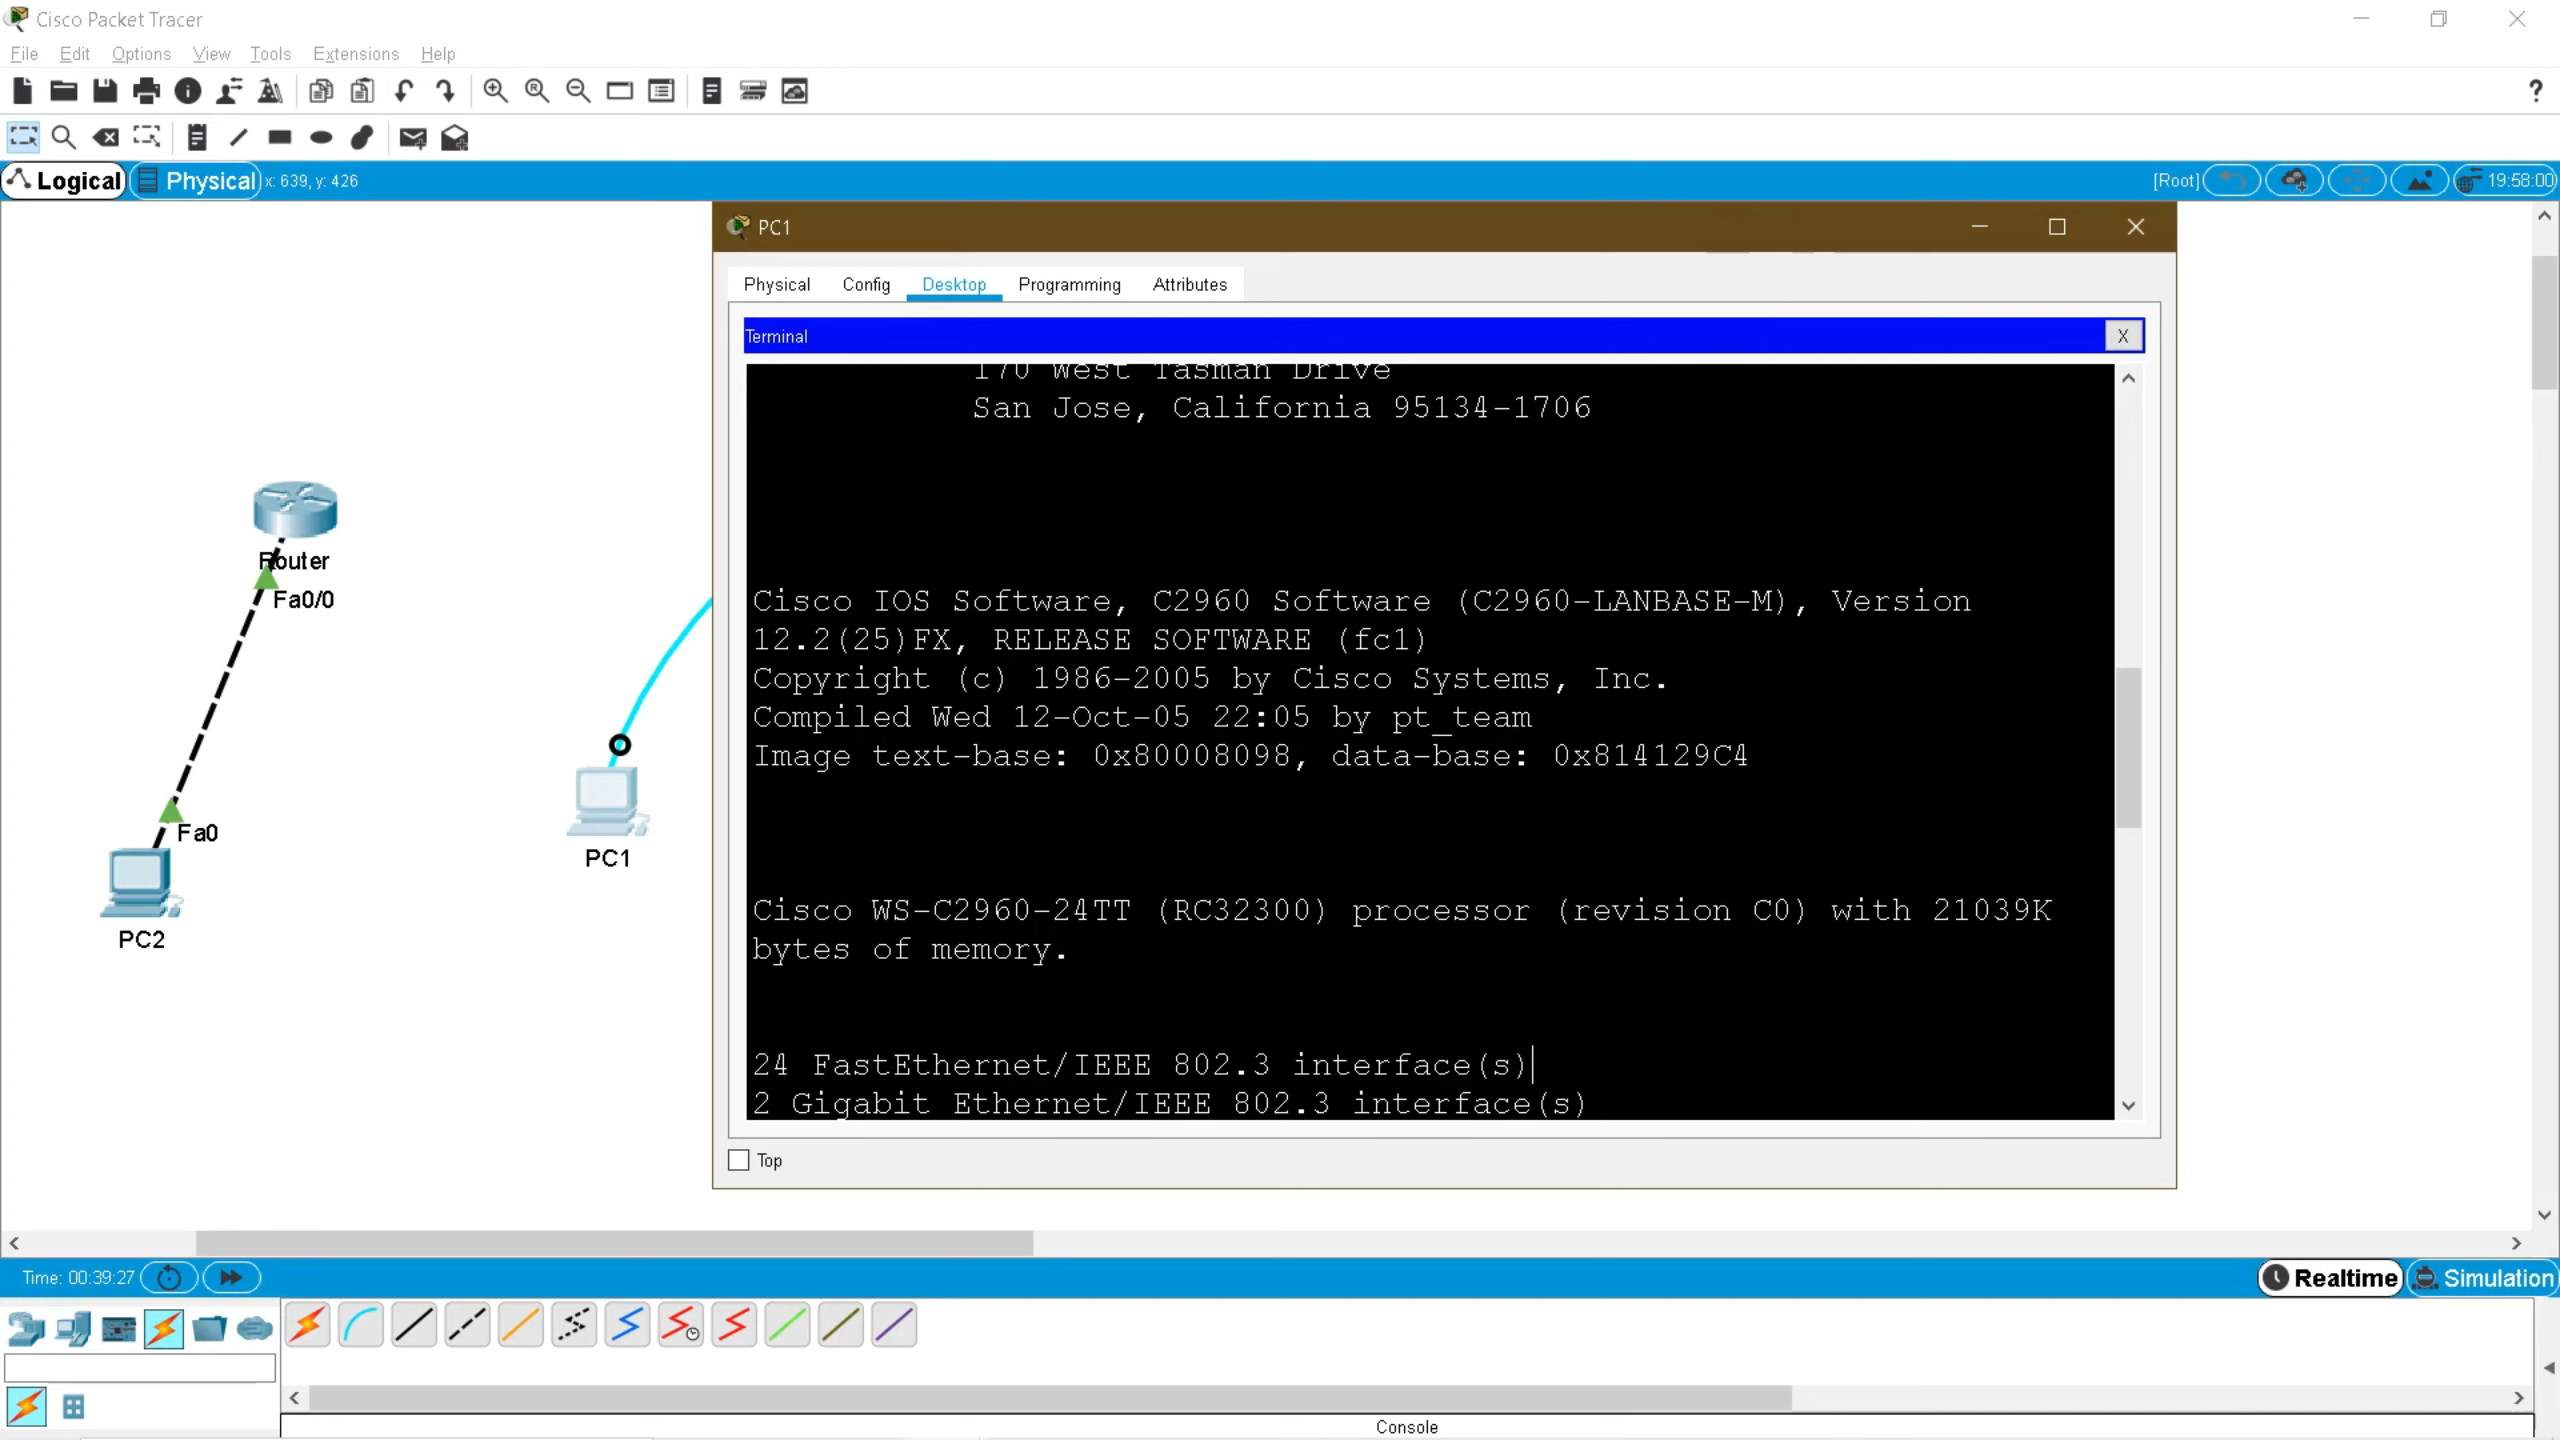 Cisco Packet Tracer
File Edit Options View Tools Extensions Help
?
Logical Physical x: 639, y: 426 [Root] 19:58:00
PC1
Physical Config Desktop Programming Attributes
Terminal X
170 West Tasman Drive
San Jose, California 95134-1706
Cisco IOS Software, C2960 Software (C2960-LANBASE-M), Version
12.2(25)FX, RELEASE SOFTWARE (fc1)
Copyright (c) 1986-2005 by Cisco Systems, Inc.
Compiled Wed 12-Oct-05 22:05 by pt_team
Image text-base: 0x80008098, data-base: 0x814129C4
Cisco WS-C2960-24TT (RC32300) processor (revision C0) with 21039K
bytes of memory.
24 FastEthernet/IEEE 802.3 interface(s)
2 Gigabit Ethernet/IEEE 802.3 interface(s)
Top
Router
Fa0/0
Fa0
PC2
PC1
Time: 00:39:27 Realtime Simulation
Console